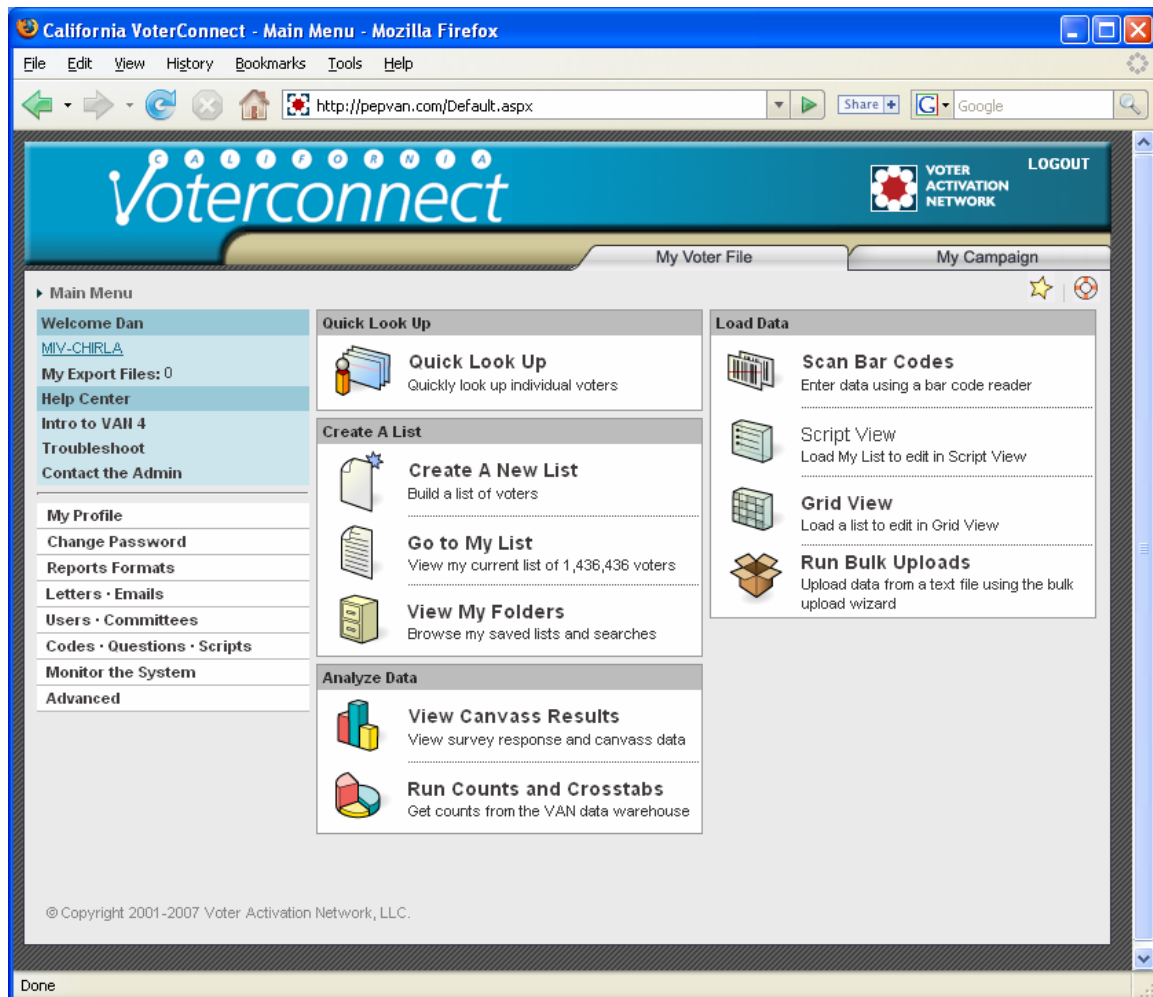 California VoterConnect - Main Menu - Mozilla Firefox
File Edit View History Bookmarks Tools Help
http://pepvan.com/Default.aspx Share + G Google
CALIFORNIA
Voterconnect
VOTER
ACTIVATION
NETWORK
LOGOUT
My Voter File My Campaign
Main Menu
Welcome Dan
MIV-CHIRLA
My Export Files: 0
Help Center
Intro to VAN 4
Troubleshoot
Contact the Admin
My Profile
Change Password
Reports Formats
Letters · Emails
Users · Committees
Codes · Questions · Scripts
Monitor the System
Advanced
Quick Look Up
Quick Look Up
Quickly look up individual voters
Create A List
Create A New List
Build a list of voters
Go to My List
View my current list of 1,436,436 voters
View My Folders
Browse my saved lists and searches
Analyze Data
View Canvass Results
View survey response and canvass data
Run Counts and Crosstabs
Get counts from the VAN data warehouse
Load Data
Scan Bar Codes
Enter data using a bar code reader
Script View
Load My List to edit in Script View
Grid View
Load a list to edit in Grid View
Run Bulk Uploads
Upload data from a text file using the bulk
upload wizard
© Copyright 2001-2007 Voter Activation Network, LLC.
Done